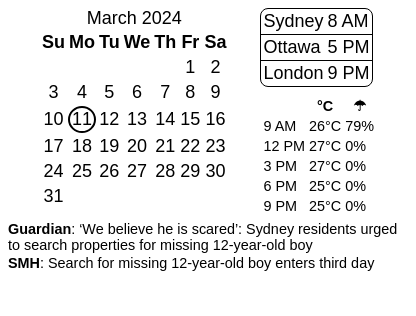 March 2024
Su Mo Tu We Th Fr Sa
1 2
3 4 5 6 7 8 9
10 11 12 13 14 15 16
17 18 19 20 21 22 23
24 25 26 27 28 29 30
31
Sydney 8 AM
Ottawa 5 PM
London 9 PM
°C ☂
9 AM 26°C 79%
12 PM 27°C 0%
3 PM 27°C 0%
6 PM 25°C 0%
9 PM 25°C 0%
Guardian: ‘We believe he is scared’: Sydney residents urged
to search properties for missing 12-year-old boy
SMH: Search for missing 12-year-old boy enters third day